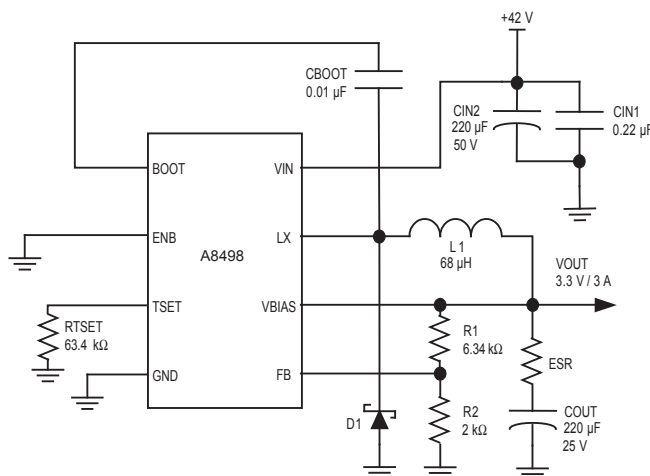 +42 V
CBOOT
0.01 µF
CIN2
220 µF
50 V
CIN1
0.22 µF
BOOT
VIN
ENB
LX
A8498
L1
68 µH
VOUT
3.3 V / 3 A
TSET
VBIAS
RTSET
63.4 kΩ
R1
6.34 kΩ
ESR
GND
FB
D1
R2
2 kΩ
COUT
220 µF
25 V